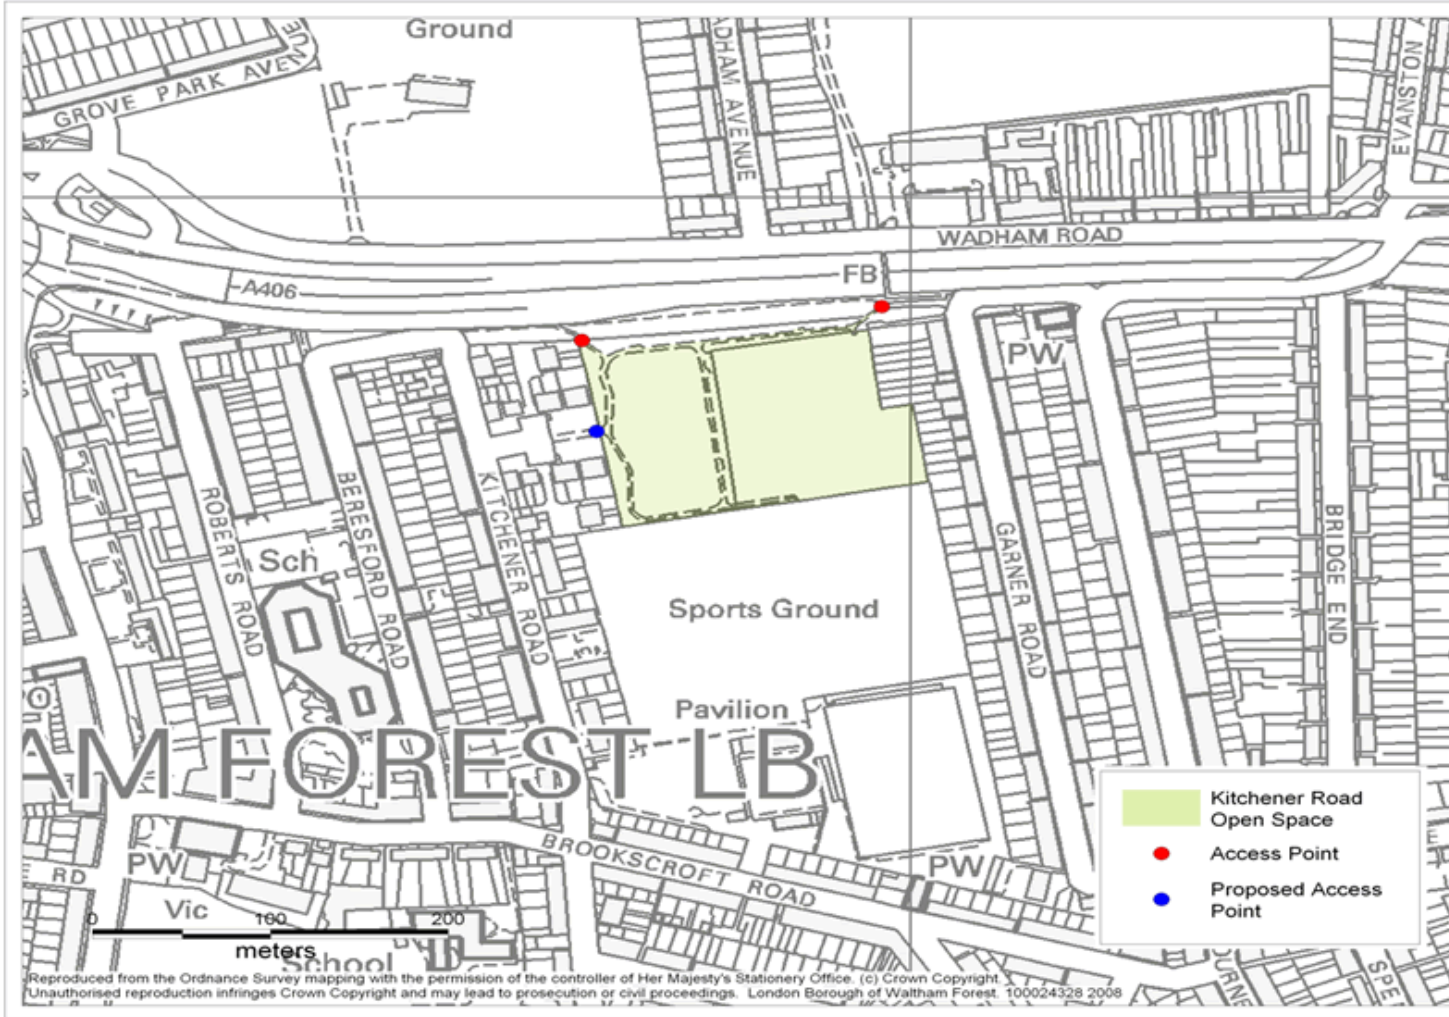 Ground
GROVE PARK AVENUE
ADHAM AVENUE
EVANSTON A
WADHAM ROAD
FB
A406
PW
ROBERTS ROAD
BERESFORD ROAD
KITCHENER ROAD
GARNER ROAD
BRIDGE END
Sch
Sports Ground
Pavilion
AM FOREST LB
BROOKSCROFT ROAD
PW
PW
E RD
Vic
School
0 100 200
meters
Kitchener Road
Open Space
Access Point
Proposed Access
Point
OURNE
SPE
Reproduced from the Ordnance Survey mapping with the permission of the controller of Her Majesty's Stationery Office. (c) Crown Copyright.
Unauthorised reproduction infringes Crown Copyright and may lead to prosecution or civil proceedings. London Borough of Waltham Forest. 100024328 2008